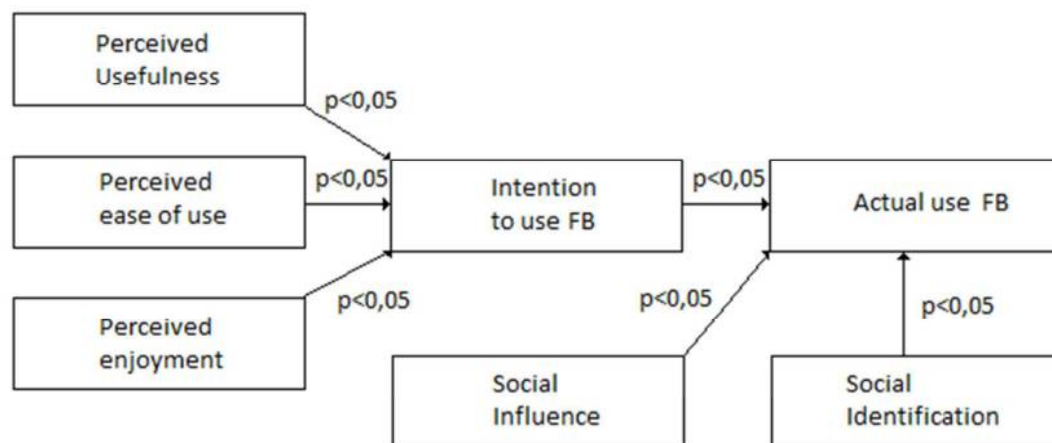 Perceived
Usefulness
p<0,05
Perceived
ease of use
p<0,05
Intention
to use FB
p<0,05
Actual use FB
Perceived
enjoyment
p<0,05
p<0,05
p<0,05
Social
Influence
Social
Identification